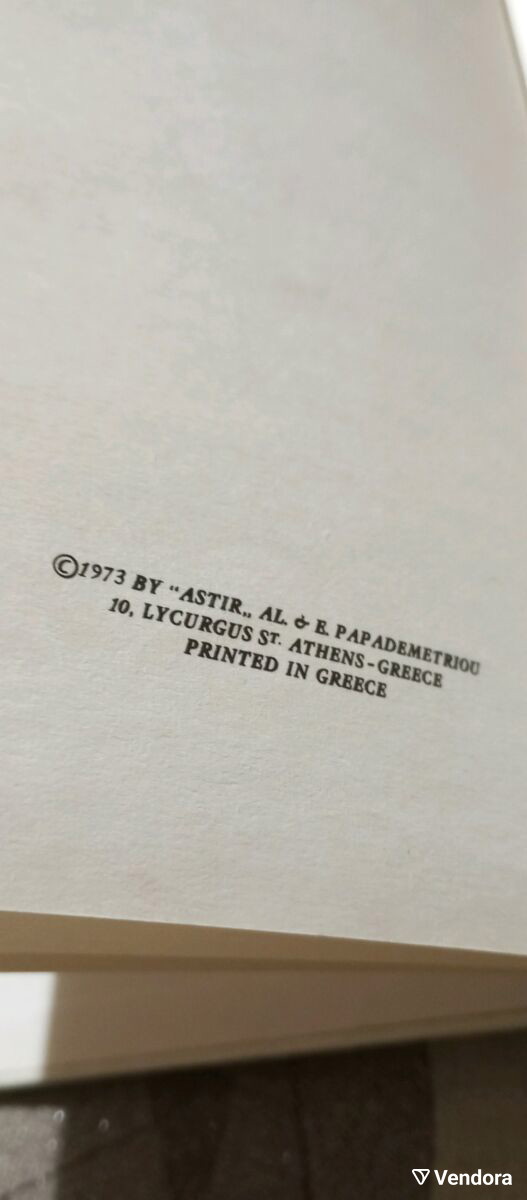 ©1973 BY "ASTIR„ AL. & E. PAPADEMETRIOU
10, LYCURGUS ST. ATHENS-GREECE
PRINTED IN GREECE
Vendora